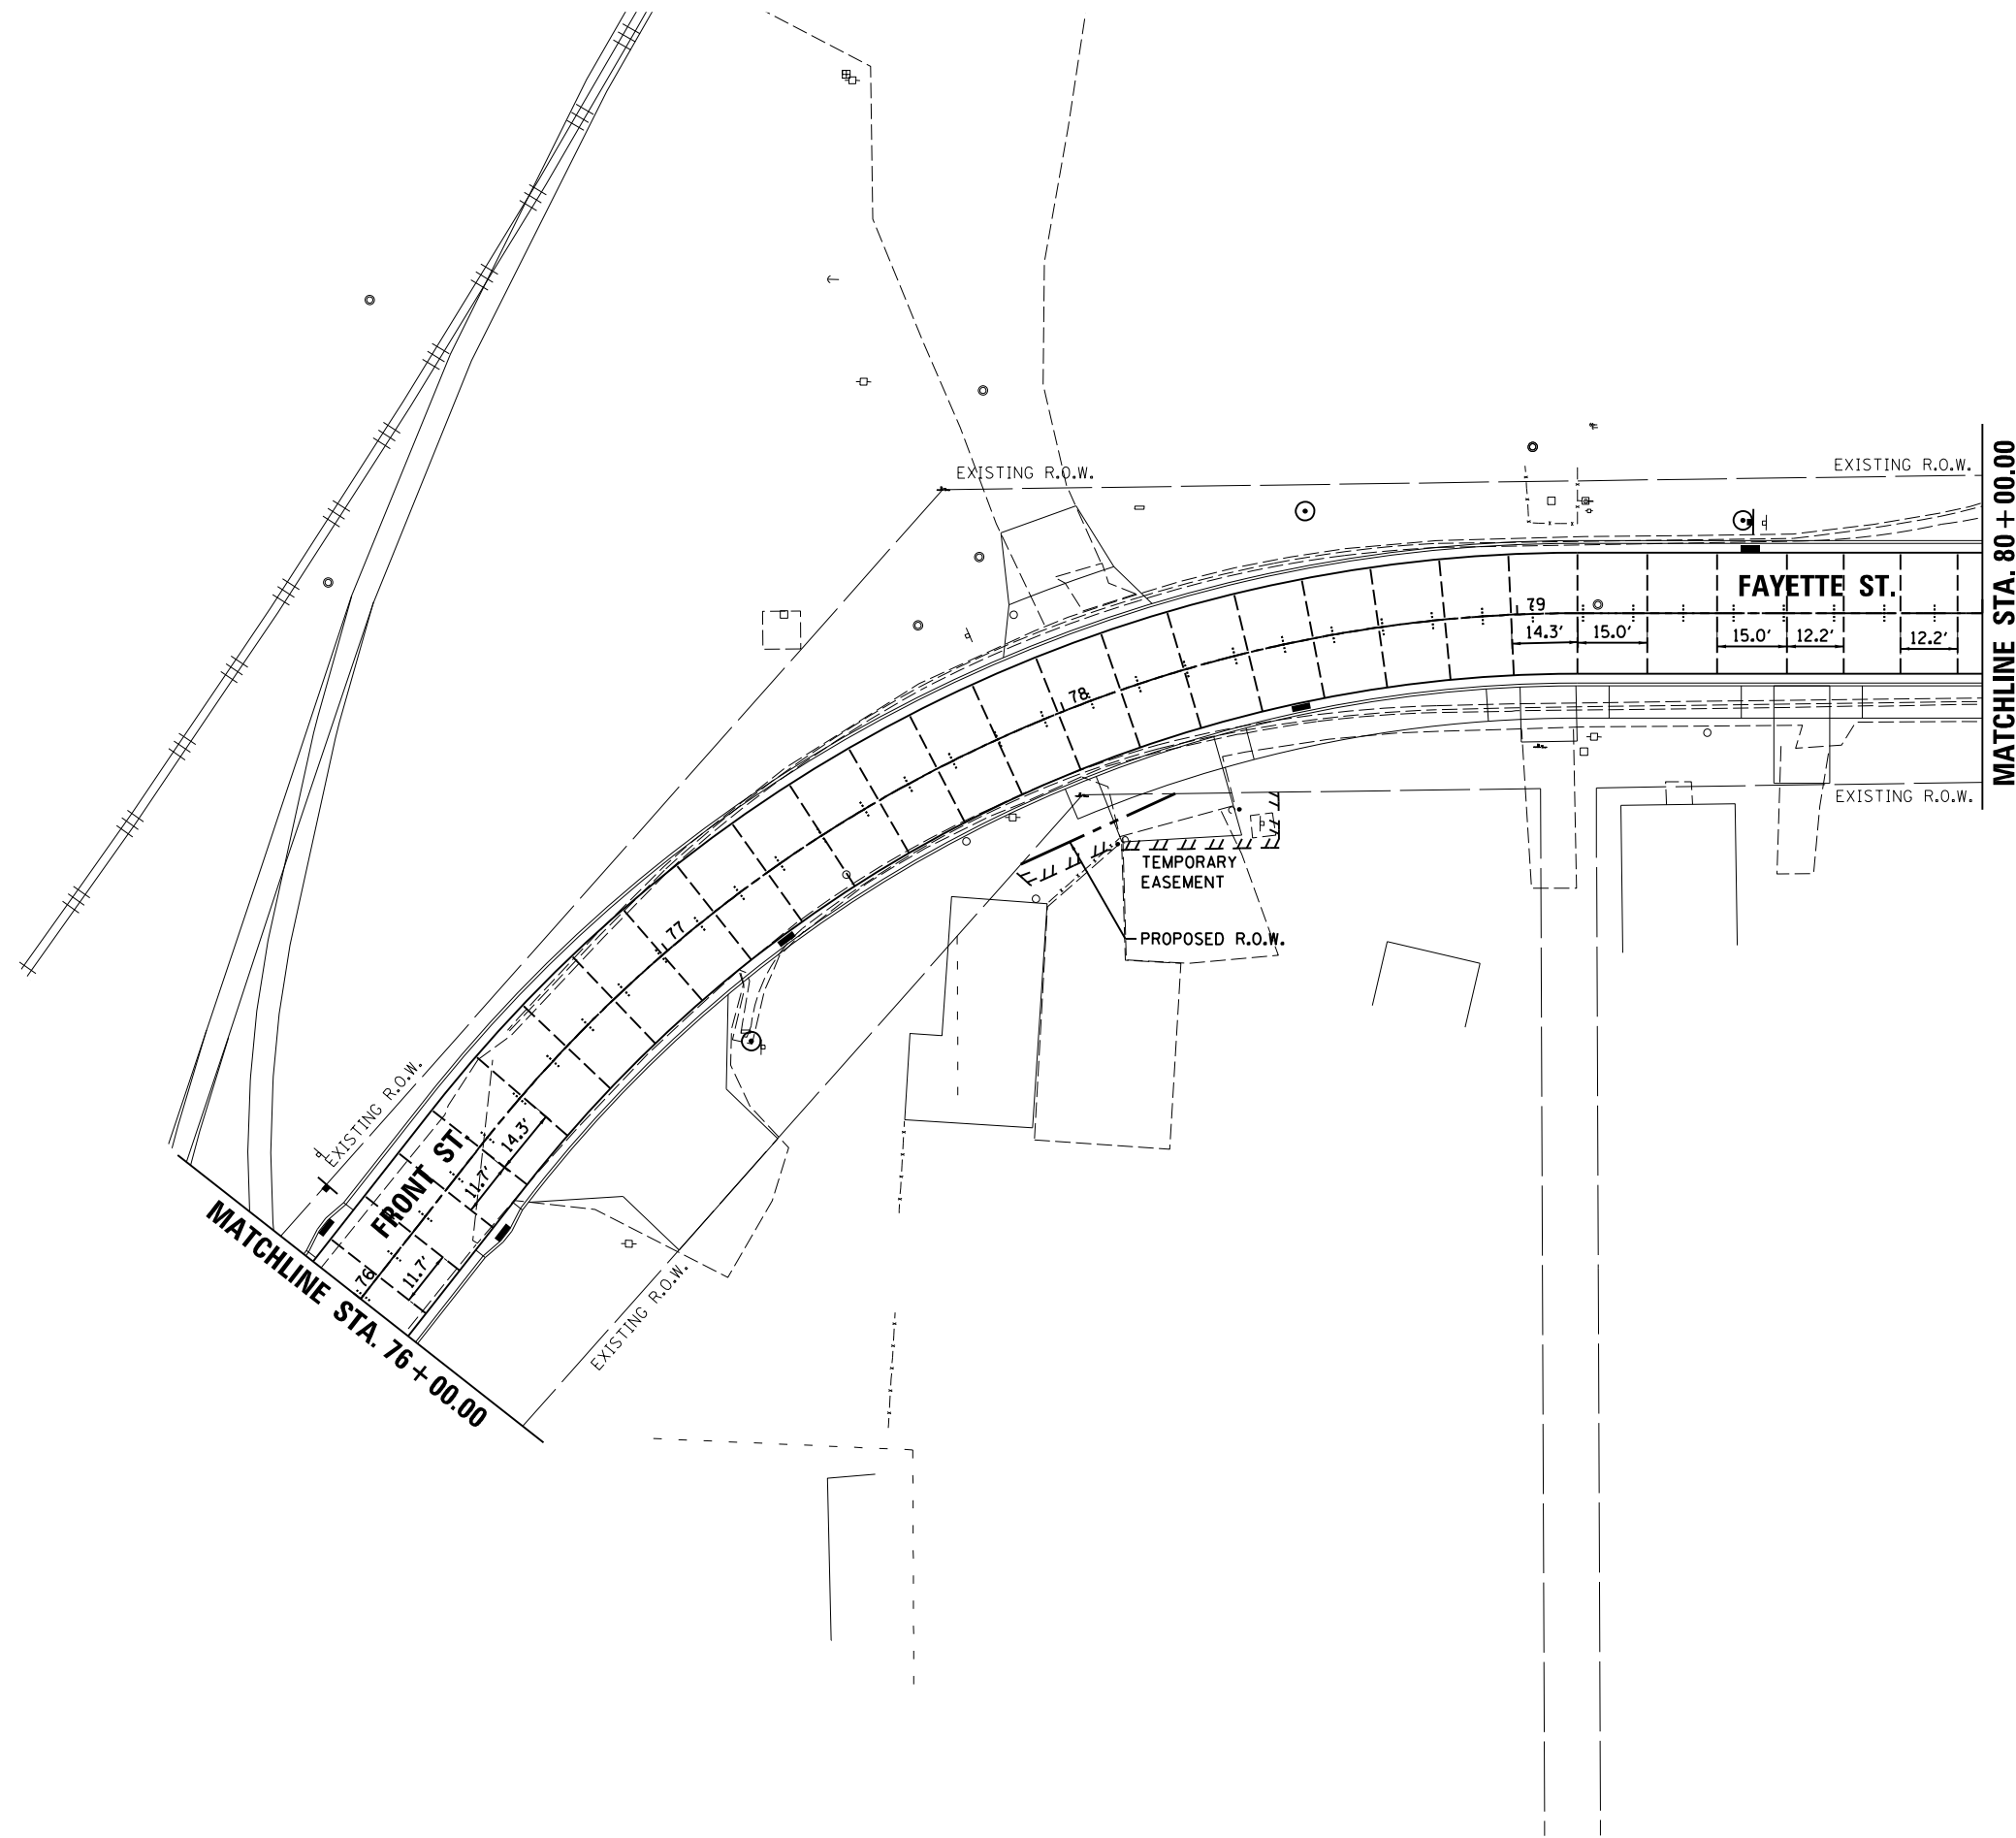 EXISTING R.O.W.
EXISTING R.O.W.
MATCHLINE STA. 80+00.00
FAYETTE ST.
79
14.3'
15.0'
15.0'
12.2'
12.2'
78
EXISTING R.O.W.
TEMPORARY
EASEMENT
PROPOSED R.O.W.
77
EXISTING R.O.W.
FRONT ST.
14.3'
11.7'
11.7'
76
MATCHLINE STA. 76+00.00
EXISTING R.O.W.